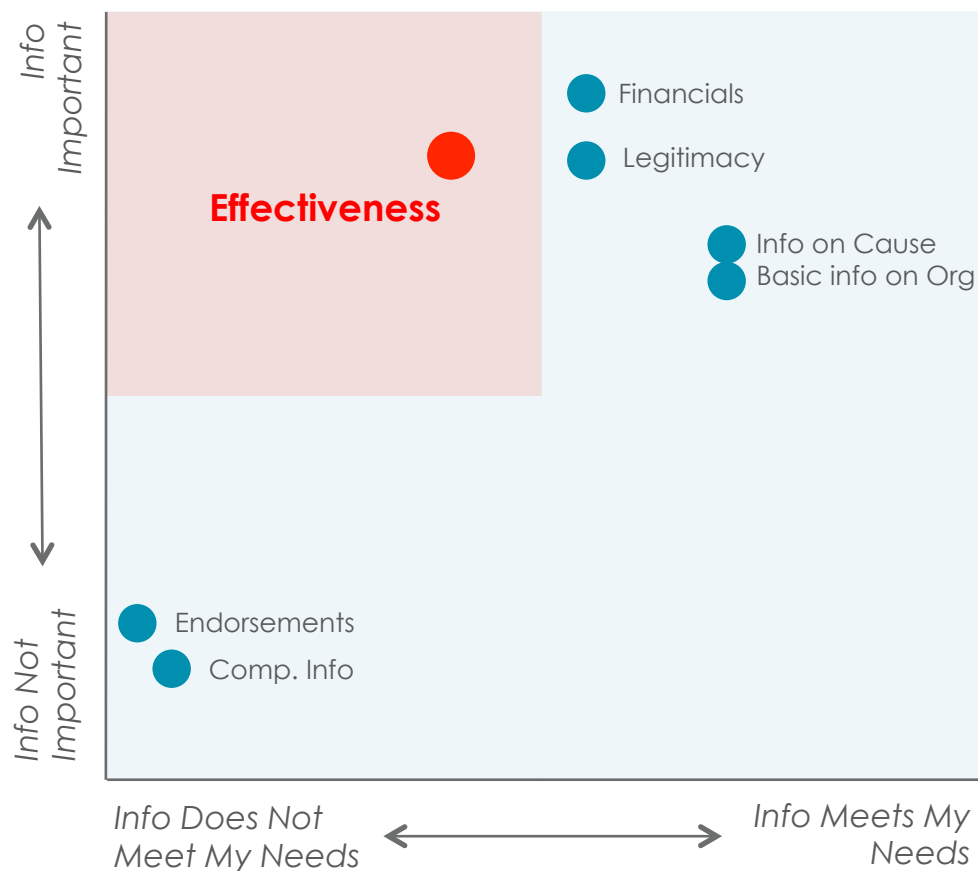 Info
Important
Financials
Legitimacy
Effectiveness
Info on Cause
Basic info on Org
Endorsements
Comp. Info
Info Not
Important
Info Does Not
Meet My Needs
Info Meets My
Needs